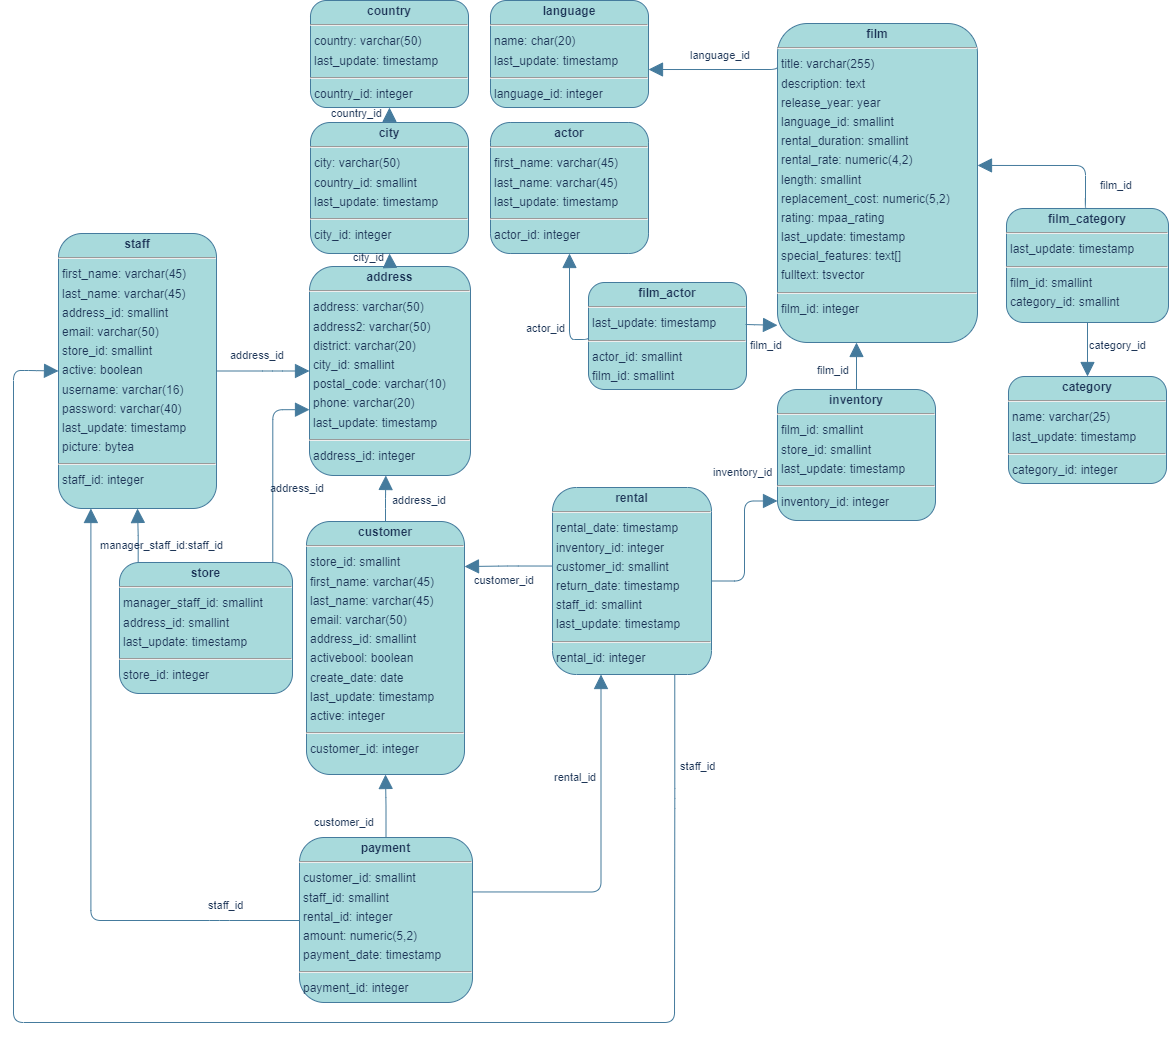 country
country: varchar(50)
last_update: timestamp
country_id: integer
language
name: char(20)
last_update: timestamp
language_id: integer
language_id
film
title: varchar(255)
description: text
release_year: year
language_id: smallint
rental_duration: smallint
rental_rate: numeric(4,2)
length: smallint
replacement_cost: numeric(5,2)
rating: mpaa_rating
last_update: timestamp
special_features: text[]
fulltext: tsvector
film_id: integer
country_id
city
city: varchar(50)
country_id: smallint
last_update: timestamp
city_id: integer
actor
first_name: varchar(45)
last_name: varchar(45)
last_update: timestamp
actor_id: integer
film_id
film_category
last_update: timestamp
film_id: smallint
category_id: smallint
city_id
staff
first_name: varchar(45)
last_name: varchar(45)
address_id: smallint
email: varchar(50)
store_id: smallint
active: boolean
username: varchar(16)
password: varchar(40)
last_update: timestamp
picture: bytea
staff_id: integer
address_id
address
address: varchar(50)
address2: varchar(50)
district: varchar(20)
city_id: smallint
postal_code: varchar(10)
phone: varchar(20)
last_update: timestamp
address_id: integer
actor_id
film_actor
last_update: timestamp
actor_id: smallint
film_id: smallint
film_id
film_id
category_id
category
name: varchar(25)
last_update: timestamp
category_id: integer
inventory
film_id: smallint
store_id: smallint
last_update: timestamp
inventory_id: integer
inventory_id
address_id
address_id
rental
rental_date: timestamp
inventory_id: integer
customer_id: smallint
return_date: timestamp
staff_id: smallint
last_update: timestamp
rental_id: integer
manager_staff_id:staff_id
store
manager_staff_id: smallint
address_id: smallint
last_update: timestamp
store_id: integer
customer
store_id: smallint
first_name: varchar(45)
last_name: varchar(45)
email: varchar(50)
address_id: smallint
activebool: boolean
create_date: date
last_update: timestamp
active: integer
customer_id: integer
customer_id
rental_id
staff_id
customer_id
staff_id
payment
customer_id: smallint
staff_id: smallint
rental_id: integer
amount: numeric(5,2)
payment_date: timestamp
payment_id: integer